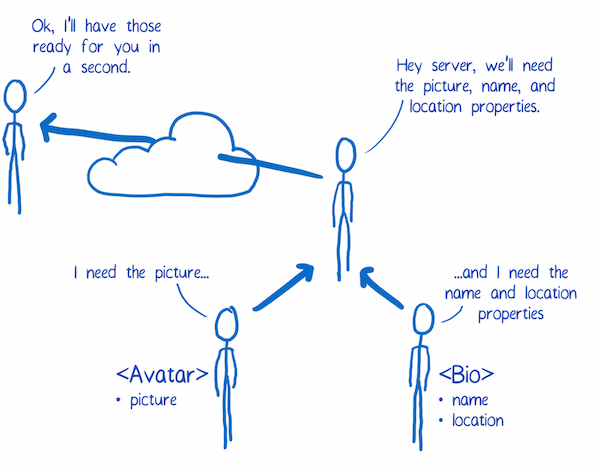 Ok, I'll have those
ready for you in
a second.
Hey server, we'll need
the picture, name, and
location properties.
I need the picture...
...and I need the
name and location
properties
<Avatar>
• picture
<Bio>
• name
• location